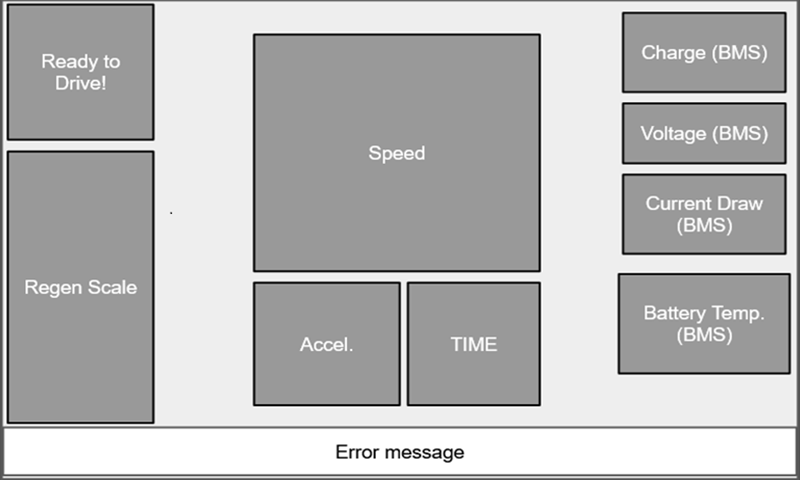 Ready to
Drive!
Regen Scale
Speed
Accel.
TIME
Charge (BMS)
Voltage (BMS)
Current Draw
(BMS)
Battery Temp.
(BMS)
Error message